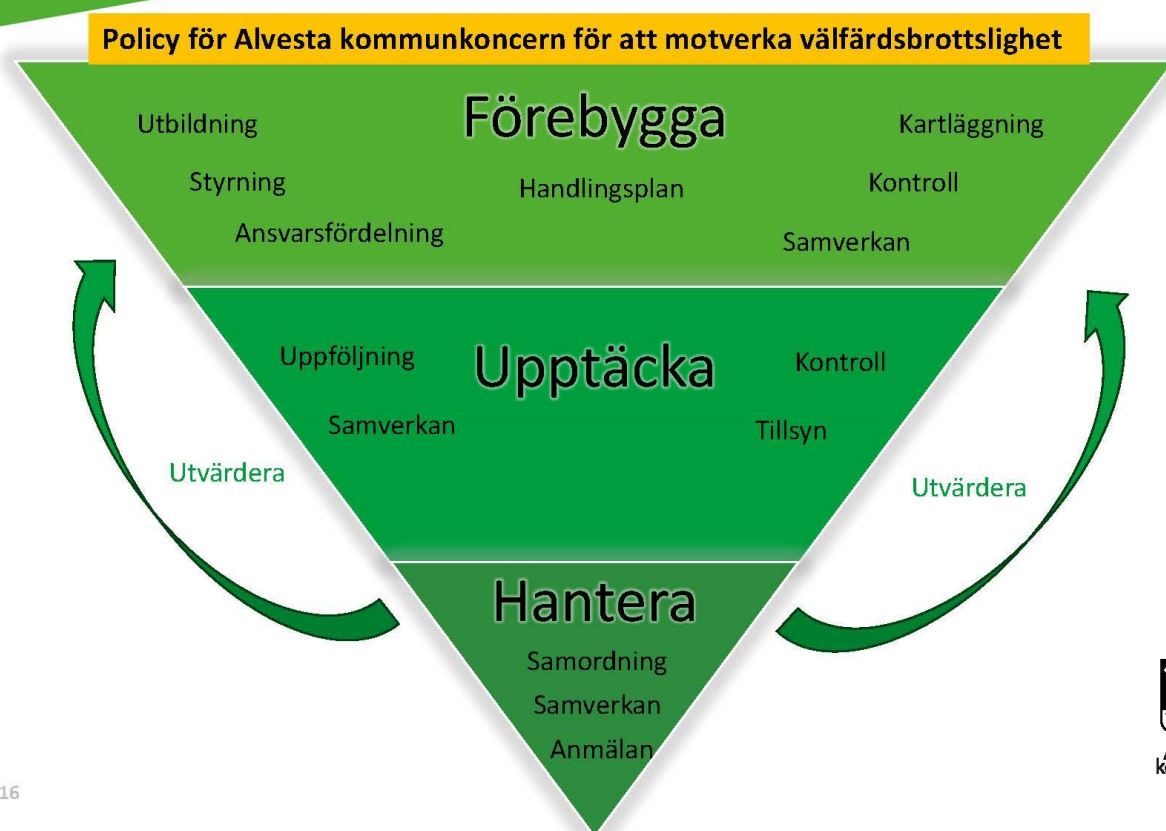 Policy för Alvesta kommunkoncern för att motverka välfärdsbrottslighet
Förebygga
Utbildning
Kartläggning
Styrning
Handlingsplan
Kontroll
Ansvarsfördelning
Samverkan
Upptäcka
Uppföljning
Kontroll
Samverkan
Tillsyn
Utvärdera
Utvärdera
Hantera
Samordning
Samverkan
Anmälan
16